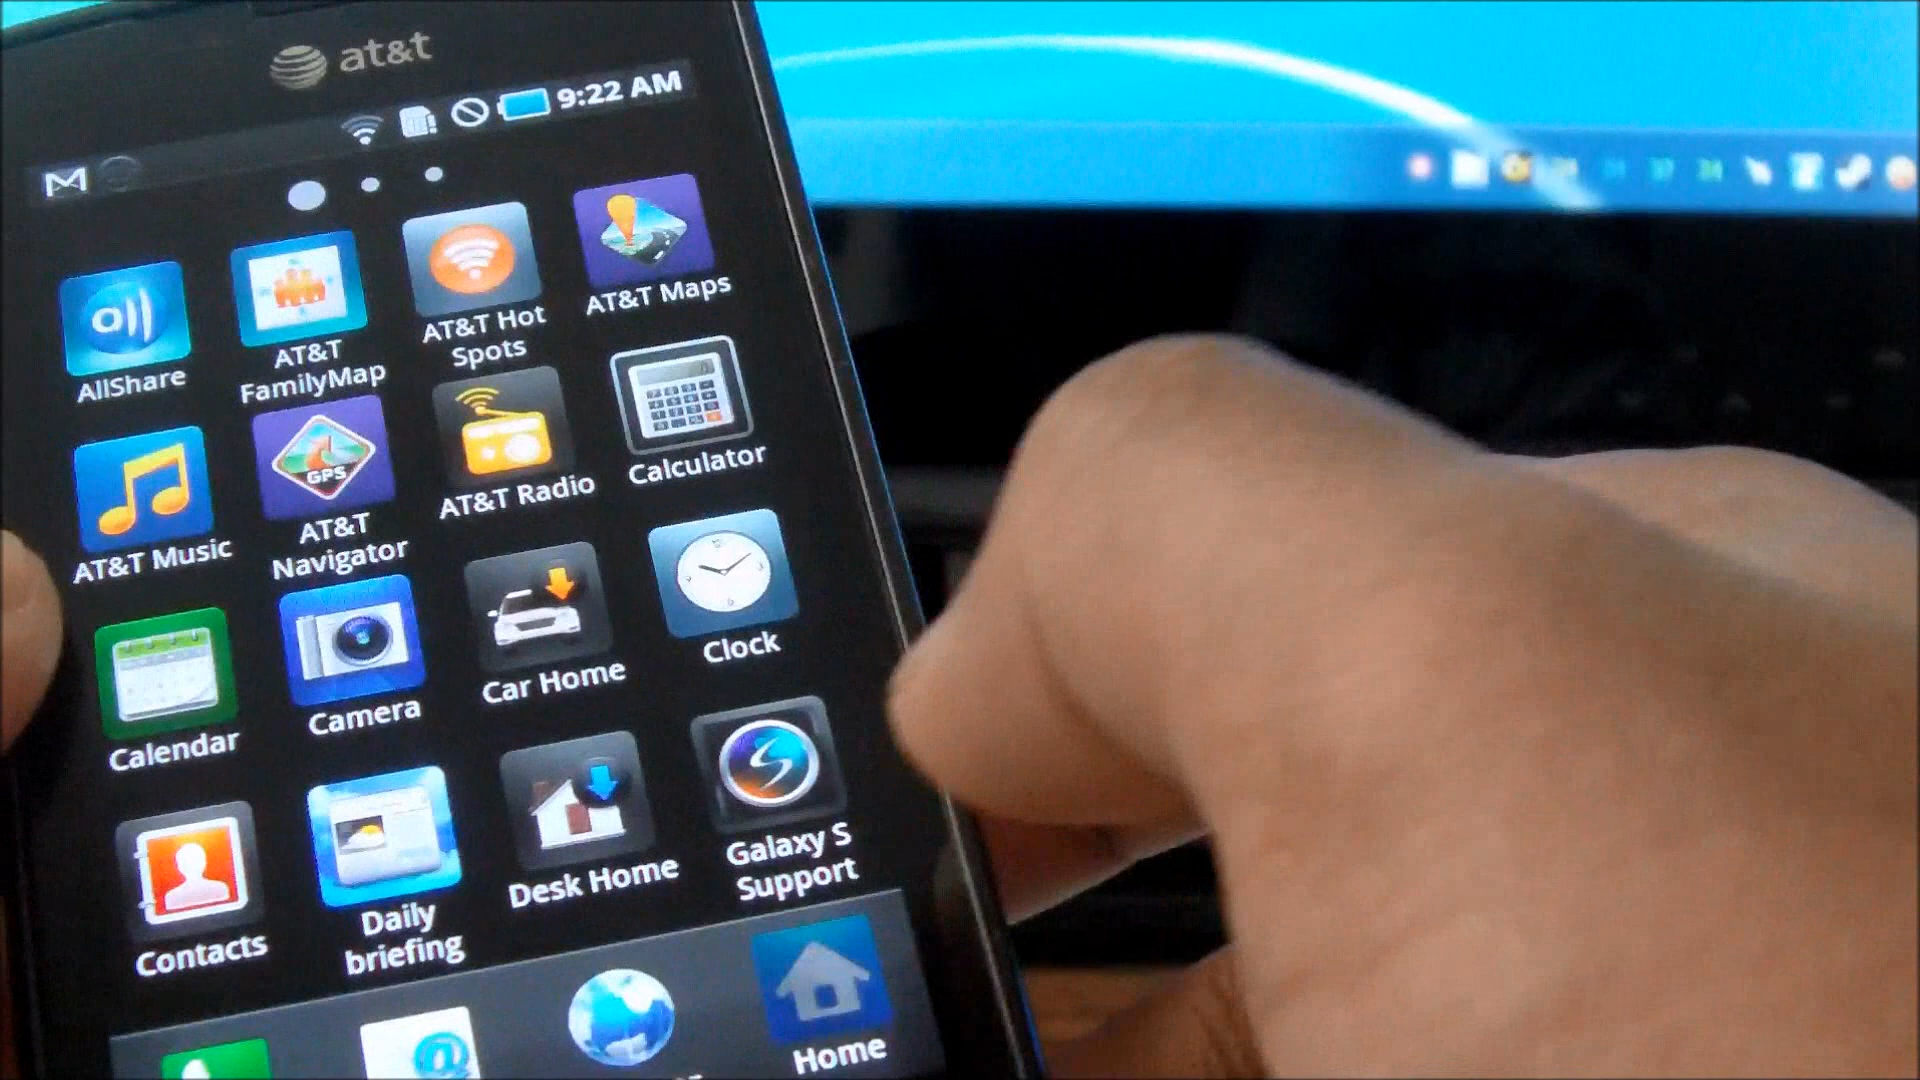 at&t
9:22 AM
AllShare
AT&T
FamilyMap
AT&T Hot
Spots
AT&T Maps
AT&T Music
GPS
AT&T
Navigator
AT&T Radio
Calculator
Calendar
Camera
Car Home
Clock
Contacts
Daily
briefing
Desk Home
Galaxy S
Support
@
Home